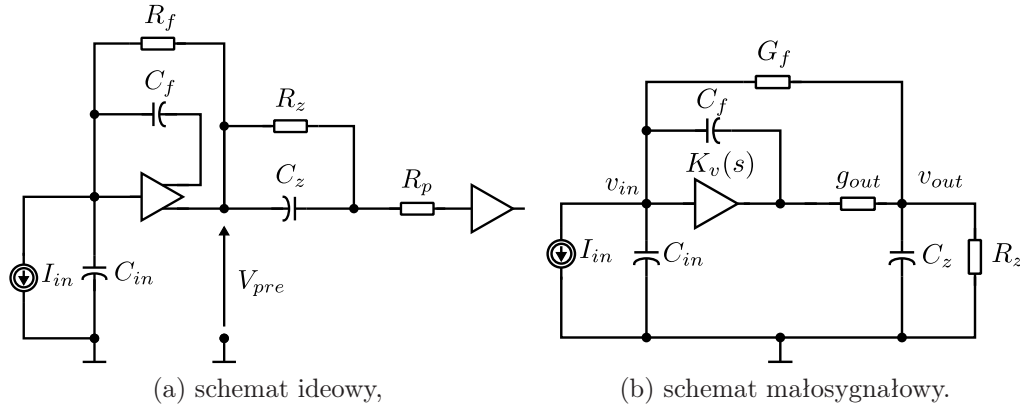 R_f
C_f
R_z
C_z
R_p
I_in
C_in
V_pre
(a) schemat ideowy,
G_f
C_f
K_v(s)
v_in
g_out
v_out
I_in
C_in
C_z
R_z
(b) schemat małosygnałowy.